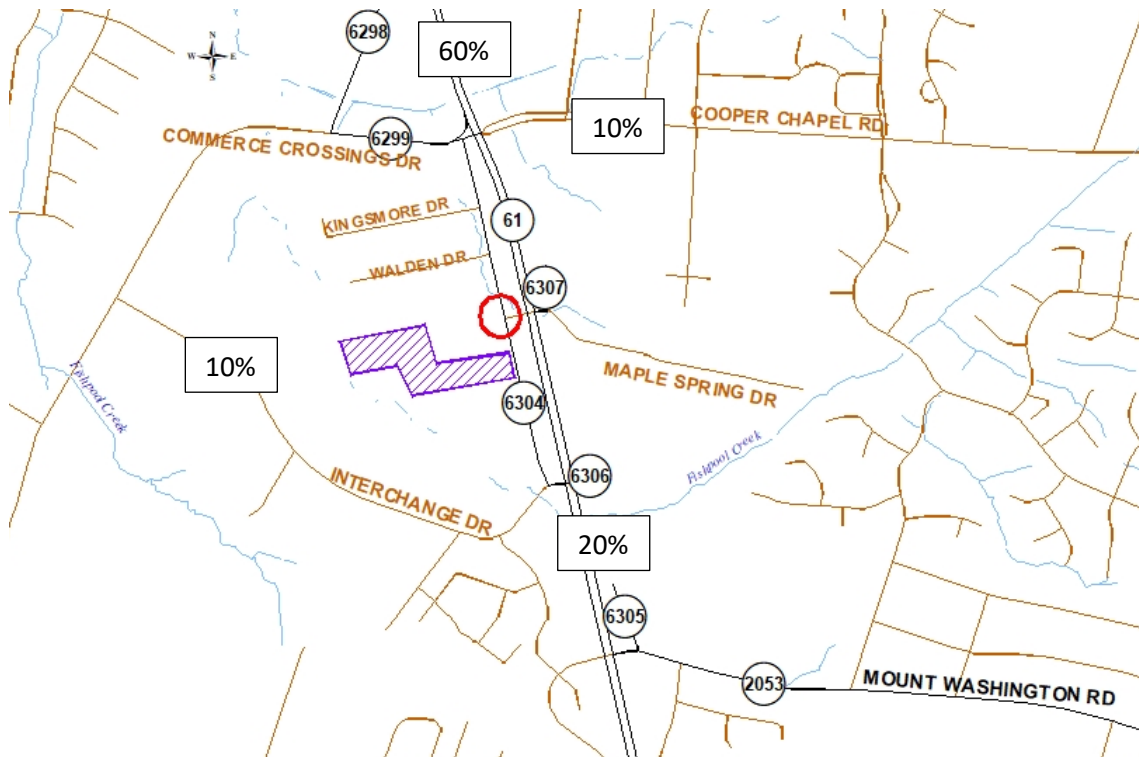 6298
N
W E
S
60%
10%
COOPER CHAPEL RD
6299
COMMERCE CROSSINGS DR
KINGSMORE DR
61
WALDEN DR
6307
10%
MAPLE SPRING DR
Fishpool Creek
6304
Fishpool Creek
6306
INTERCHANGE DR
20%
6305
2053
MOUNT WASHINGTON RD